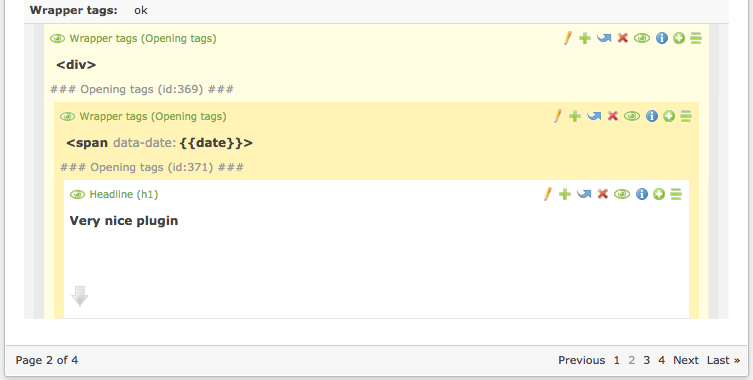 Wrapper tags: ok
Wrapper tags (Opening tags)
<div>
### Opening tags (id:369) ###
Wrapper tags (Opening tags)
<span data-date: {{date}}>
### Opening tags (id:371) ###
Headline (h1)
Very nice plugin
Page 2 of 4 Previous 1 2 3 4 Next Last »